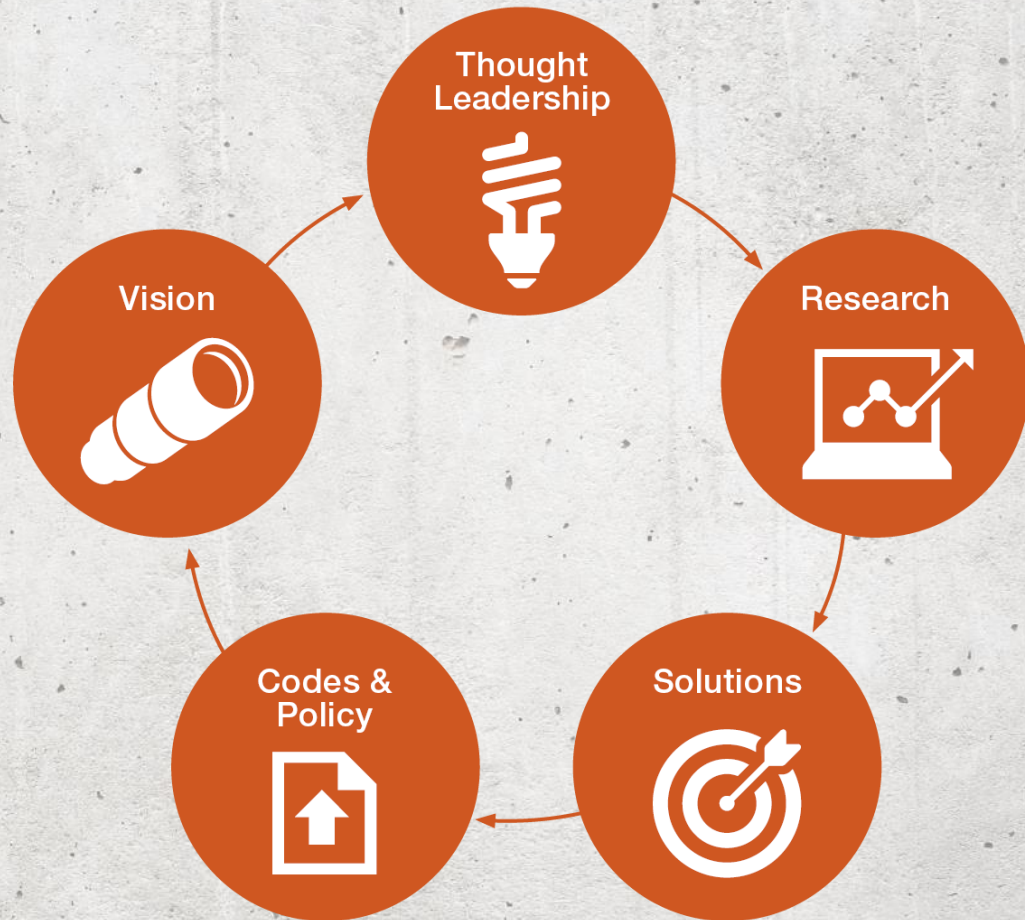 Thought
Leadership
Vision
Research
Codes &
Policy
Solutions